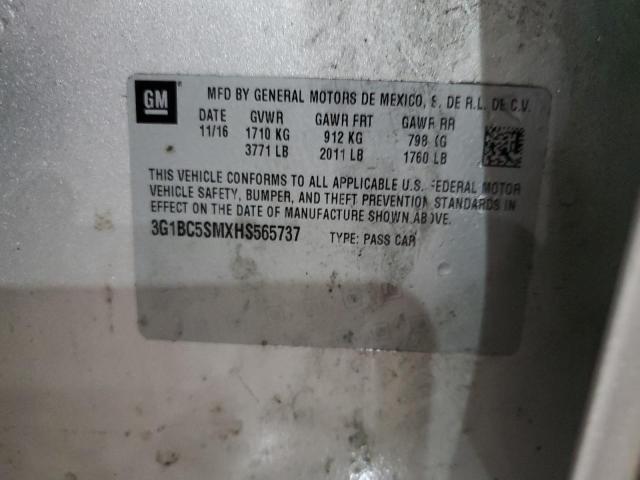 GM
MFD BY GENERAL MOTORS DE MEXICO, S. DE R.L. DE C.V.
DATE GVWR GAWR FRT GAWR RR
11/16 1710 KG 912 KG 798 KG
3771 LB 2011 LB 1760 LB
THIS VEHICLE CONFORMS TO ALL APPLICABLE U.S. FEDERAL MOTOR
VEHICLE SAFETY, BUMPER, AND THEFT PREVENTION STANDARDS IN
EFFECT ON THE DATE OF MANUFACTURE SHOWN ABOVE.
3G1BC5SMXHS565737 TYPE: PASS CAR